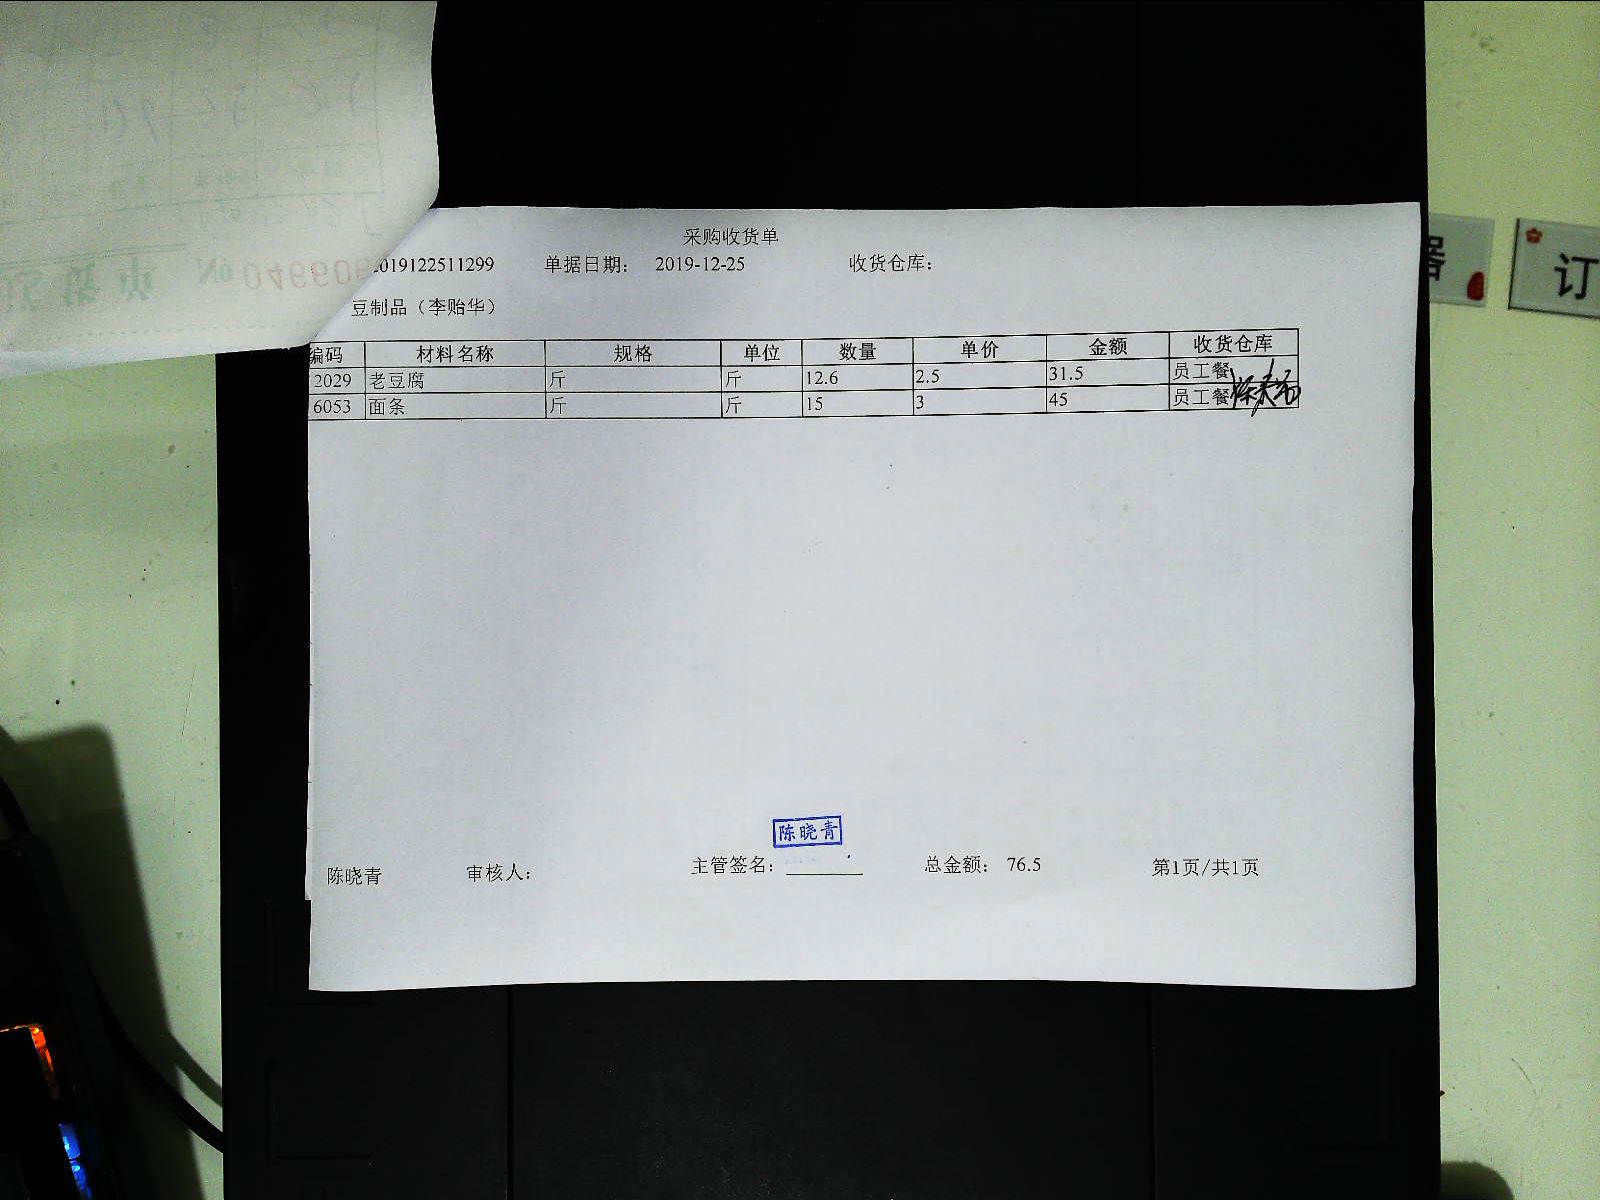 采购收货单
2019122511299 单据日期： 2019-12-25 收货仓库：
豆制品（李贻华）
编码 材料名称 规格 单位 数量 单价 金额 收货仓库
2029 老豆腐 斤 斤 12.6 2.5 31.5 员工餐
6053 面条 斤 斤 15 3 45 员工餐
陈晓青
陈晓青 审核人： 主管签名： 总金额： 76.5 第1页/共1页
№ 046606
器
订